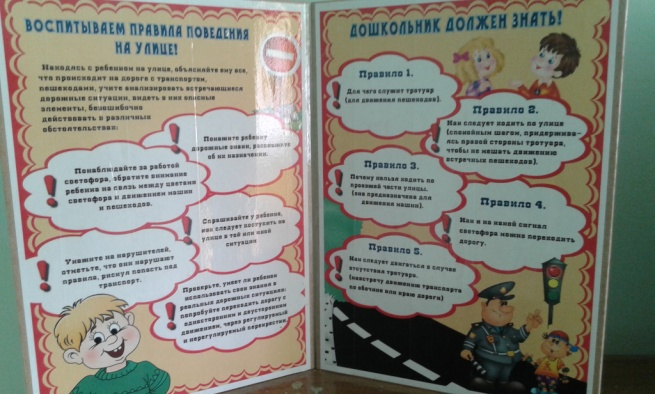 ВОСПИТЫВАЕМ ПРАВИЛА ПОВЕДЕНИЯ
НА УЛИЦЕ!
Находясь с ребенком на улице, объясняйте ему все,
что происходит на дороге с транспортом,
пешеходами, учите анализировать встречающиеся
дорожные ситуации, видеть в них опасные
элементы, безошибочно
действовать в различных
обстоятельствах:
Покажите ребенку
дорожные знаки, расскажите
об их назначении.
Понаблюдайте за работой
светофора, обратите внимание
ребенка на связь между цветами
светофора и движением машин
и пешеходов.
Спрашивайте у ребенка,
как следует поступить на
улице в той или иной
ситуации
Укажите на нарушителей,
отметьте, что они нарушают
правила, рискуя попасть под
транспорт.
Проверьте, умеет ли ребенок
использовать свои знания в
реальных дорожных ситуациях:
попробуйте переходить дорогу с
односторонним и двусторонним
движением, через регулируемый
и нерегулируемый перекресток.
ДОШКОЛЬНИК ДОЛЖЕН ЗНАТЬ!
Правило 1.
Для чего служит тротуар
(для движения пешеходов).
Правило 2.
Как следует ходить по улице
(спокойным шагом, придержива-
ясь правой стороны тротуара,
чтобы не мешать движению
встречных пешеходов).
Правило 3.
Почему нельзя ходить по
проезжей части улицы.
(она предназначена для
движения машин).
Правило 4.
Как и на какой сигнал
светофора можно переходить
дорогу.
Правило 5.
Как следует двигаться в случае
отсутствия тротуара.
(навстречу движению транспорта
по обочине или краю дороги)